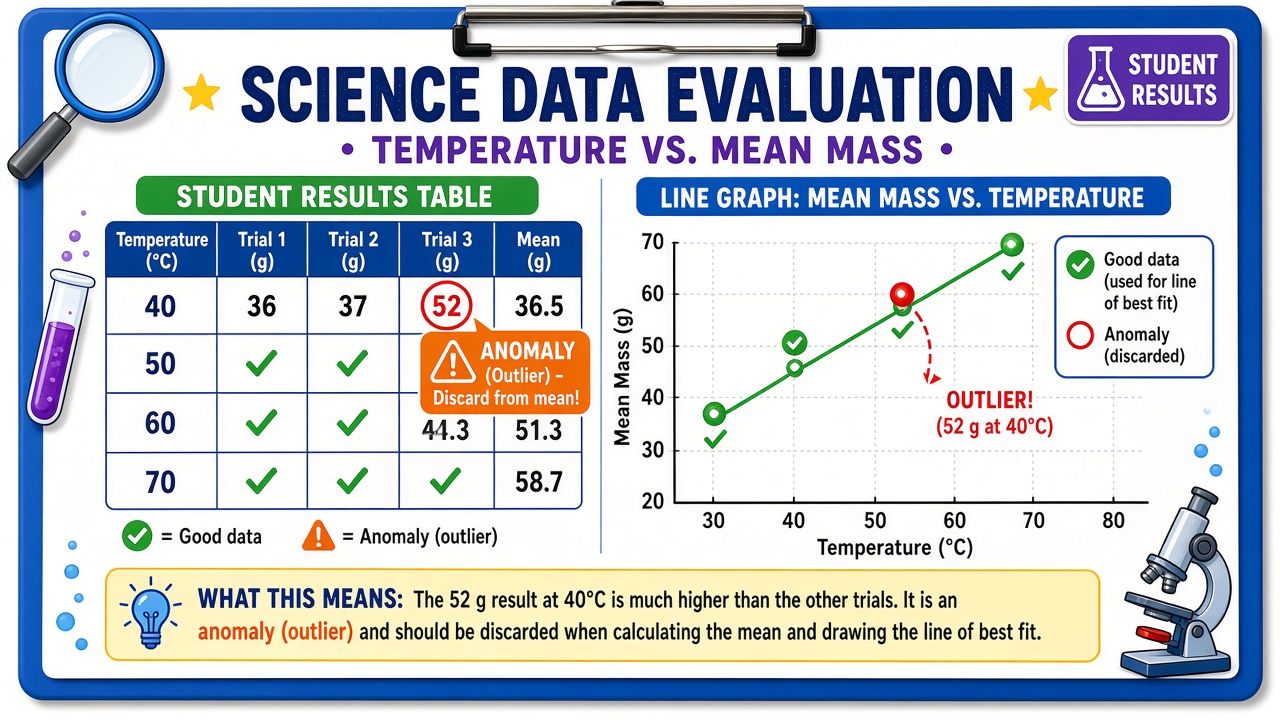 STUDENT
RESULTS
SCIENCE DATA EVALUATION
• TEMPERATURE VS. MEAN MASS •
STUDENT RESULTS TABLE
Temperature (°C) Trial 1 (g) Trial 2 (g) Trial 3 (g) Mean (g)
40 36 37 52 36.5
50
ANOMALY
(Outlier) –
Discard from mean!
60 44.3 51.3
70 58.7
= Good data = Anomaly (outlier)
LINE GRAPH: MEAN MASS VS. TEMPERATURE
Mean Mass (g)
70
60
50
40
30
20
30 40 50 60 70 80
Temperature (°C)
OUTLIER!
(52 g at 40°C)
Good data
(used for line
of best fit)
Anomaly
(discarded)
WHAT THIS MEANS: The 52 g result at 40°C is much higher than the other trials. It is an
anomaly (outlier) and should be discarded when calculating the mean and drawing the line of best fit.